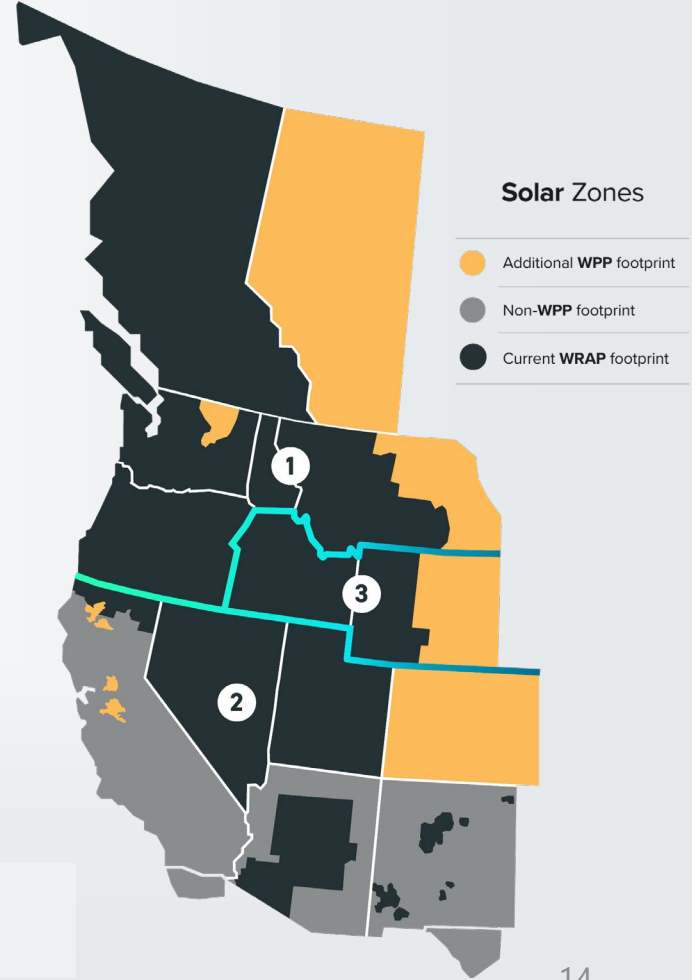 Solar Zones
Additional WPP footprint
Non-WPP footprint
Current WRAP footprint
1
3
2
14